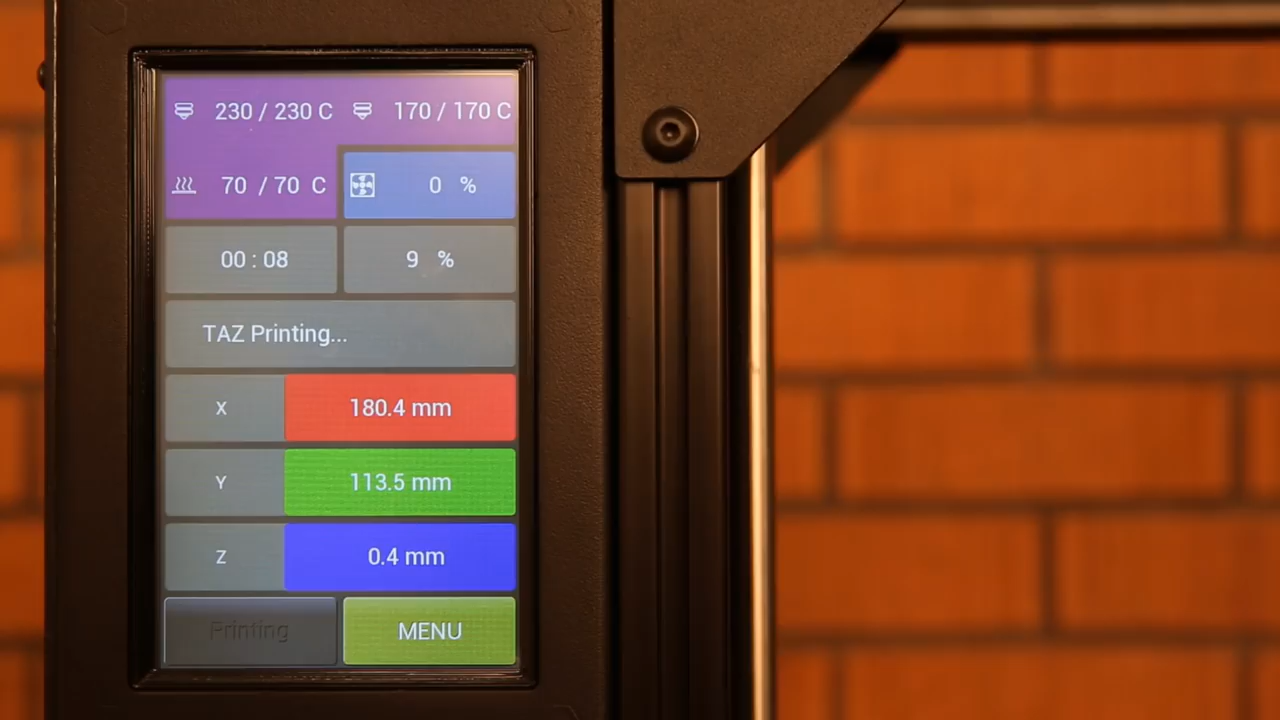 230 / 230 C 170 / 170 C
70 / 70 C 0 %
00 : 08 9 %
TAZ Printing...
X 180.4 mm
Y 113.5 mm
Z 0.4 mm
Printing MENU